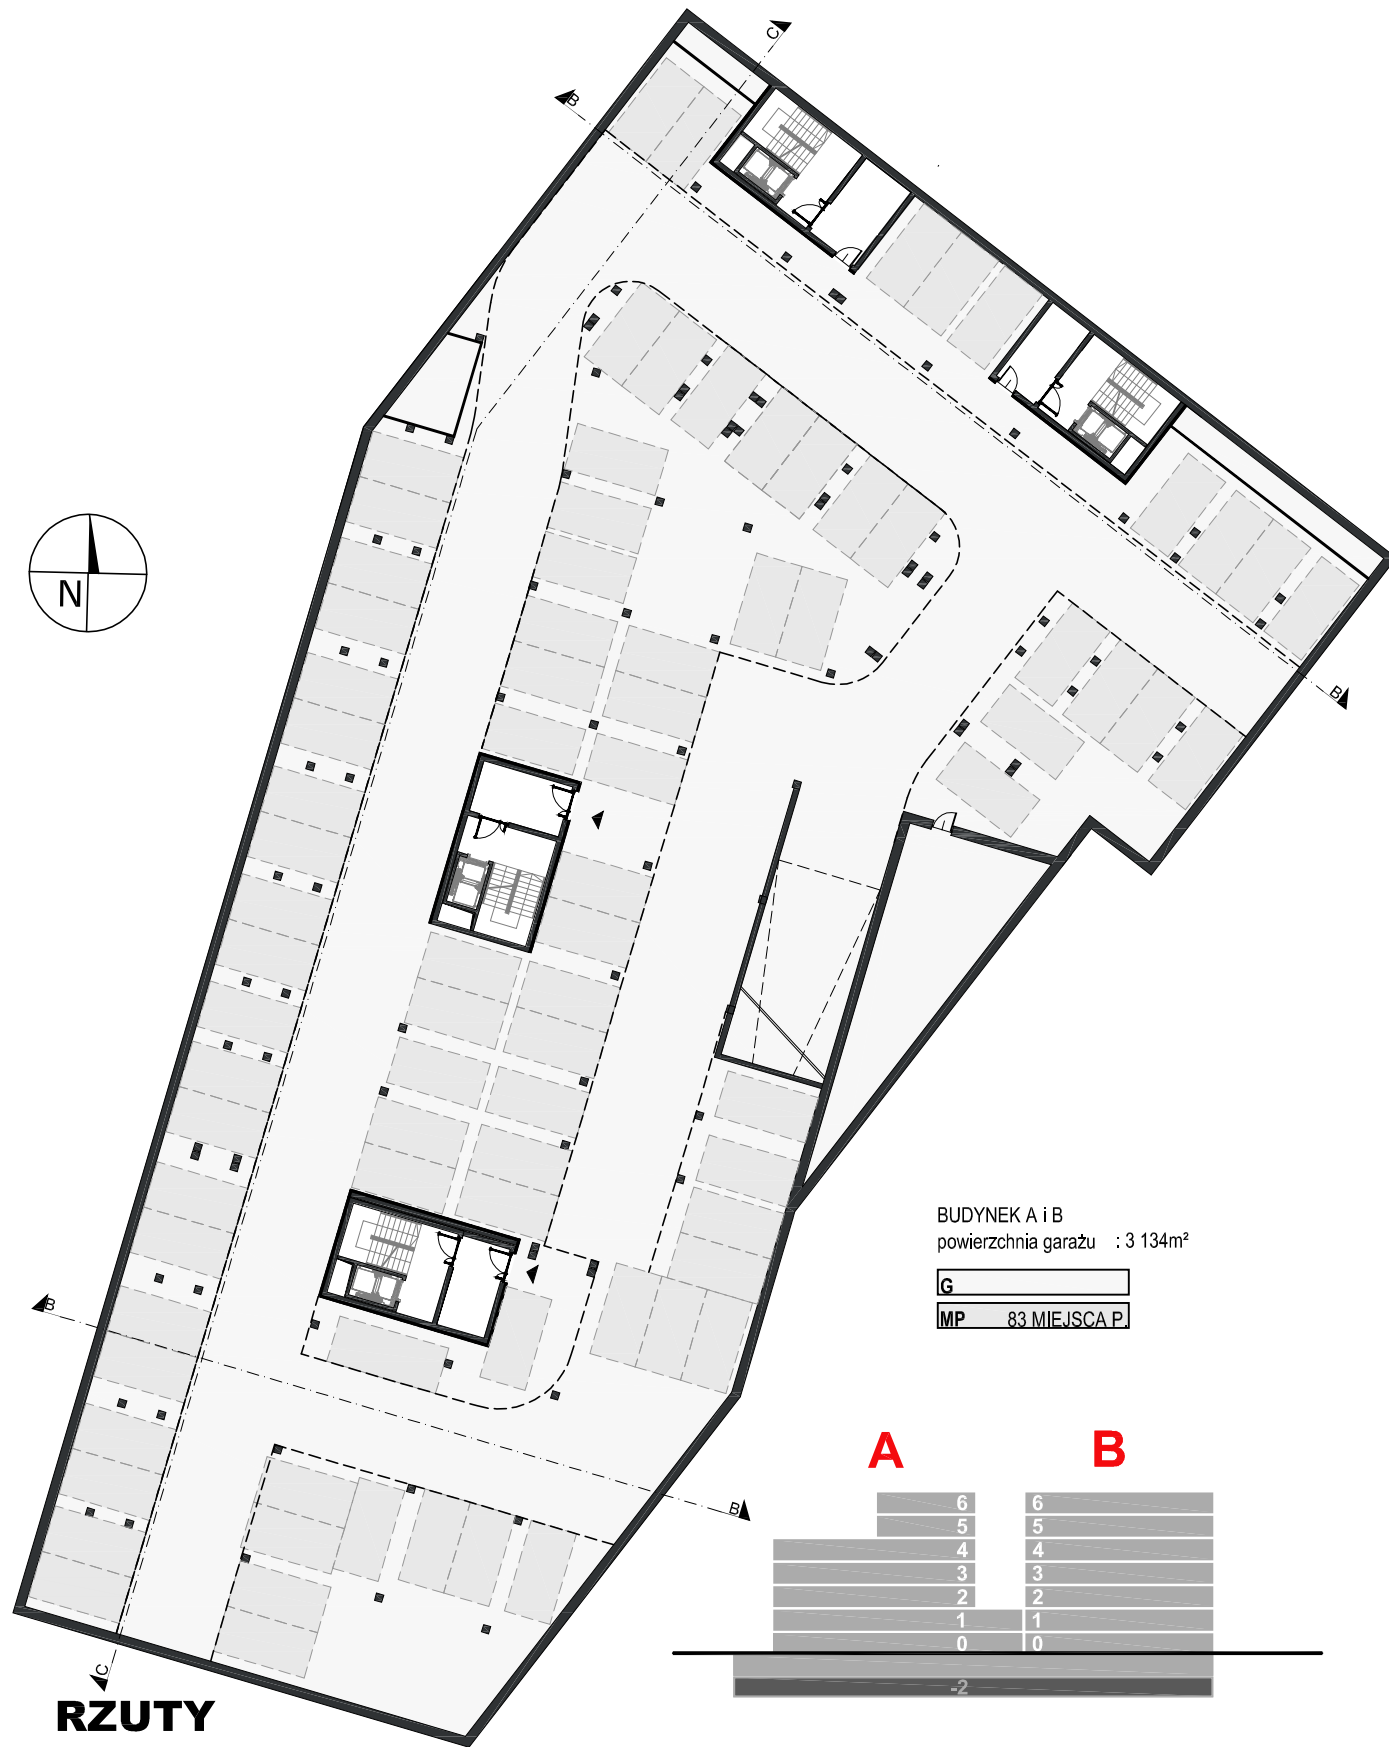 C
B
N
B
BUDYNEK A i B
powierzchnia garażu : 3 134m²
G
MP 83 MIEJSCA P.
B
A B
6 6
5 5
B
4 4
3 3
2 2
1 1
0 0
C
-2
RZUTY